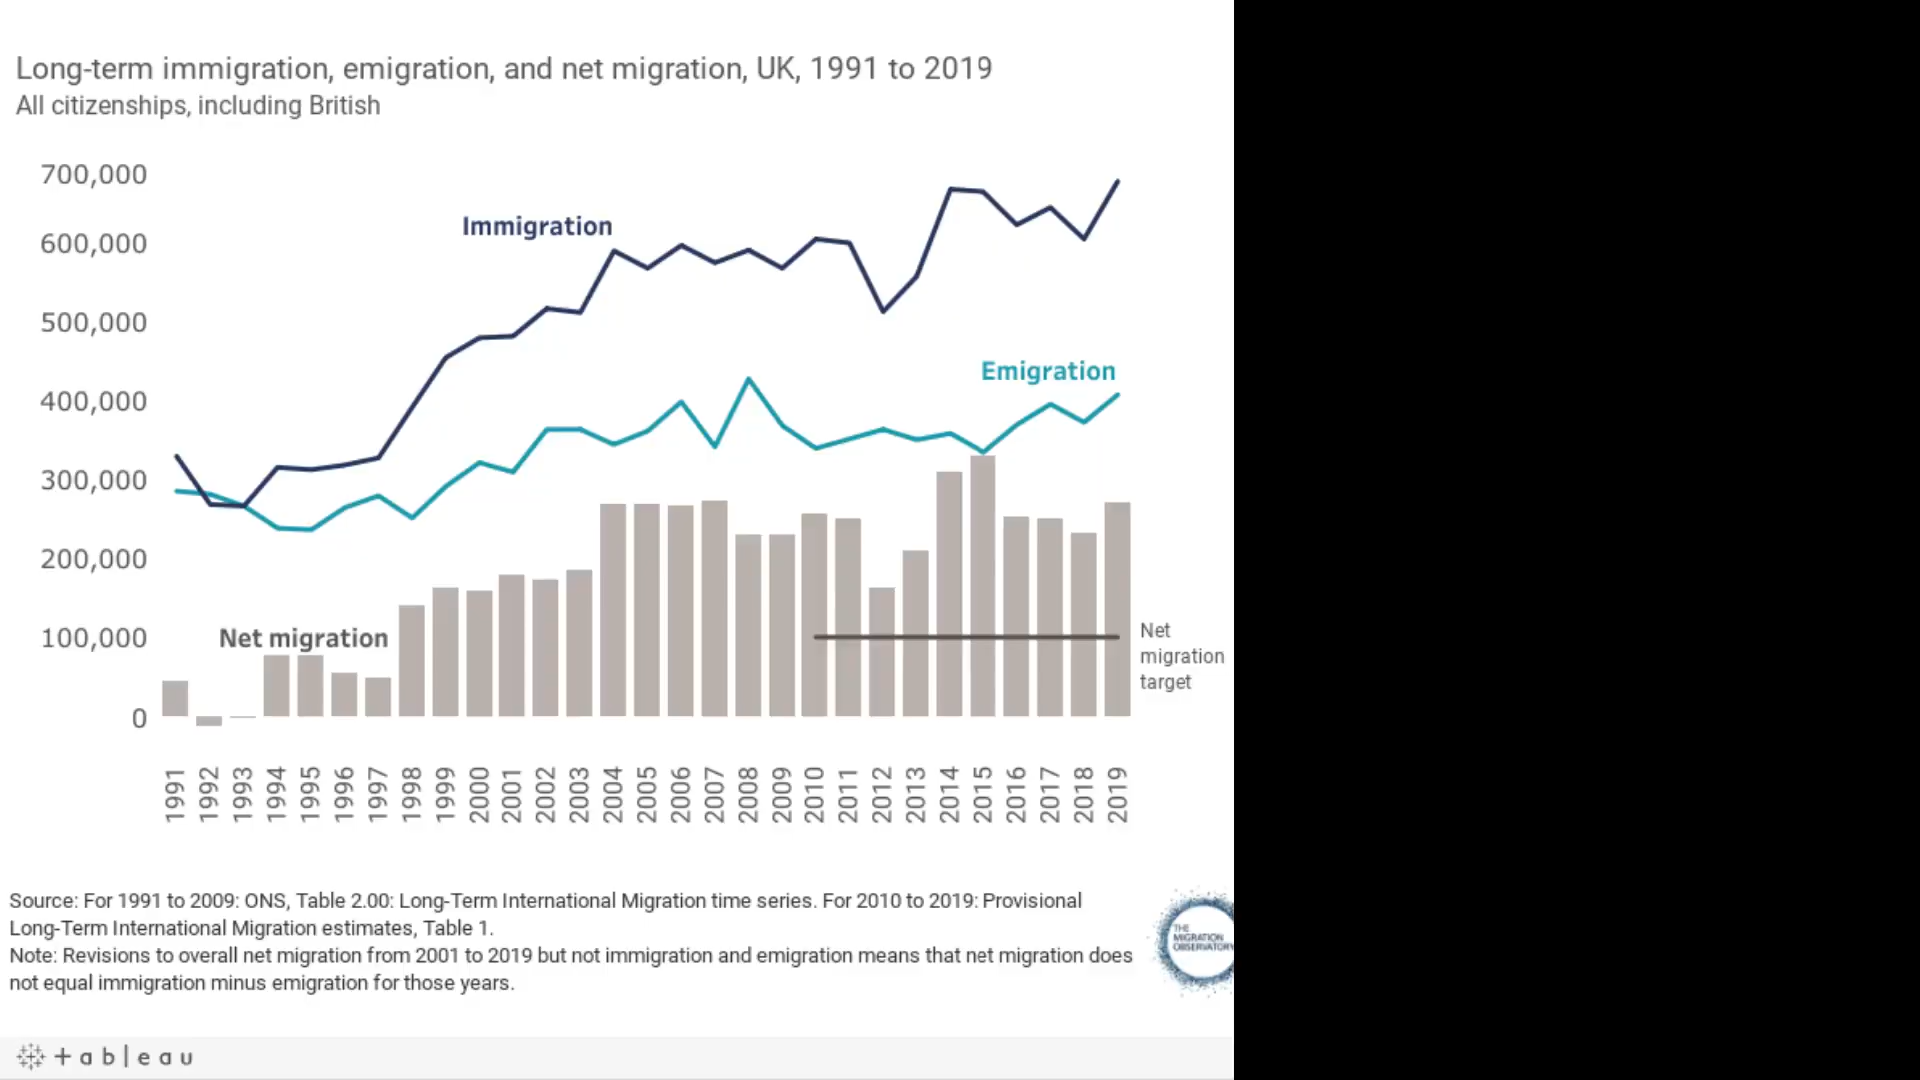 Long-term immigration, emigration, and net migration, UK, 1991 to 2019
All citizenships, including British
700,000
600,000
500,000
400,000
300,000
200,000
100,000
0
Immigration
Emigration
Net migration
Net
migration
target
1991
1992
1993
1994
1995
1996
1997
1998
1999
2000
2001
2002
2003
2004
2005
2006
2007
2008
2009
2010
2011
2012
2013
2014
2015
2016
2017
2018
2019
Source: For 1991 to 2009: ONS, Table 2.00: Long-Term International Migration time series. For 2010 to 2019: Provisional
Long-Term International Migration estimates, Table 1.
Note: Revisions to overall net migration from 2001 to 2019 but not immigration and emigration means that net migration does
not equal immigration minus emigration for those years.
THE
MIGRATION
OBSERVATORY
+ableau